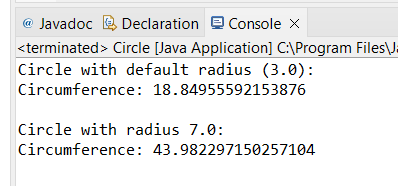 @ Javadoc Declaration Console
<terminated> Circle [Java Application] C:\Program Files\Ja
Circle with default radius (3.0):
Circumference: 18.84955592153876
Circle with radius 7.0:
Circumference: 43.982297150257104